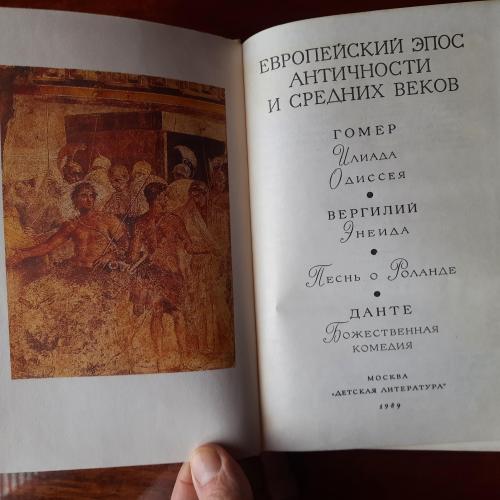 ЕВРОПЕЙСКИЙ ЭПОС
АНТИЧНОСТИ
И СРЕДНИХ ВЕКОВ
ГОМЕР
Илиада
Одиссея
•
ВЕРГИЛИЙ
Энеида
•
Песнь о Роланде
•
ДАНТЕ
Божественная
комедия
МОСКВА
"ДЕТСКАЯ ЛИТЕРАТУРА"
1989